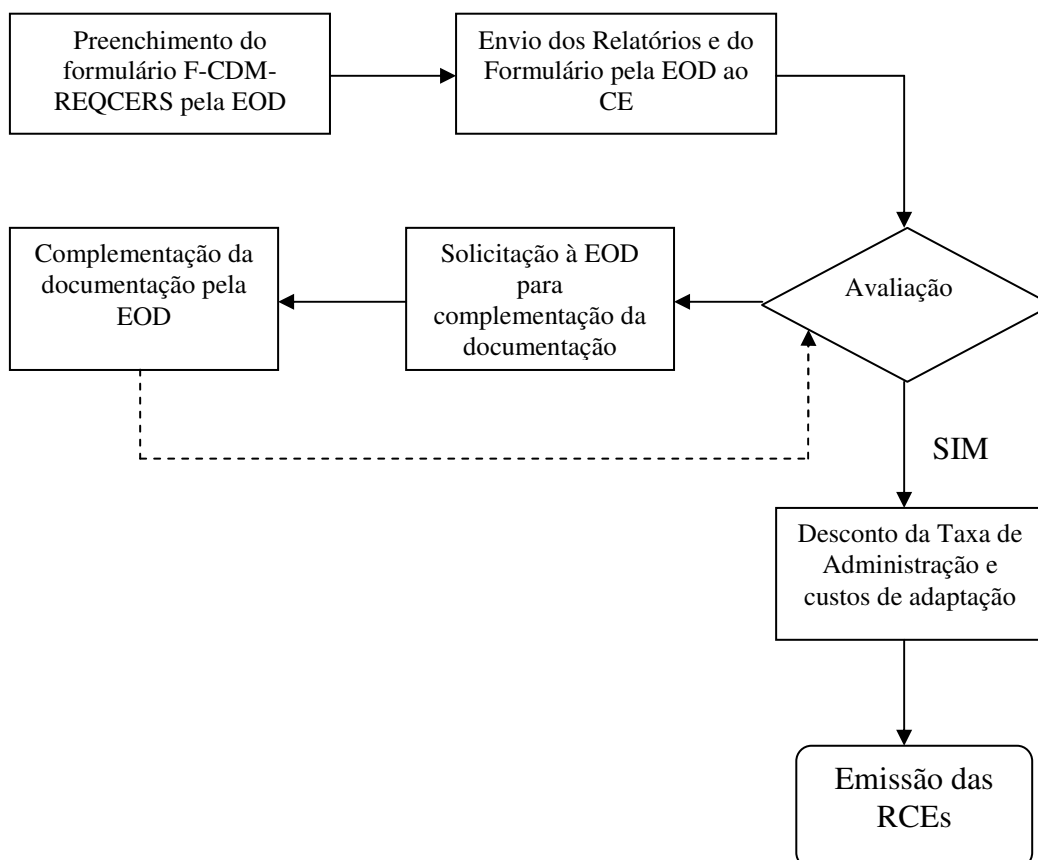 Preenchimento do
formulário F-CDM-
REQCERS pela EOD
Envio dos Relatórios e do
Formulário pela EOD ao
CE
Complementação da
documentação pela
EOD
Solicitação à EOD
para
complementação da
documentação
Avaliação
SIM
Desconto da Taxa de
Administração e
custos de adaptação
Emissão das
RCEs